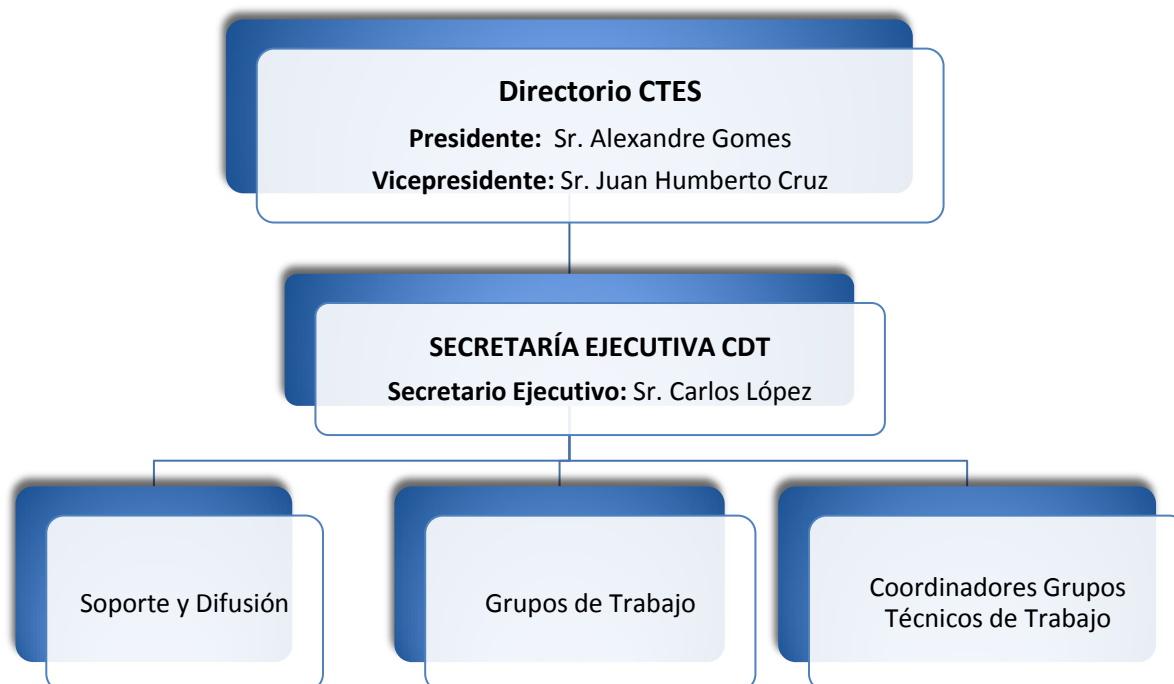 Directorio CTES
Presidente: Sr. Alexandre Gomes
Vicepresidente: Sr. Juan Humberto Cruz
SECRETARÍA EJECUTIVA CDT
Secretario Ejecutivo: Sr. Carlos López
Soporte y Difusión
Grupos de Trabajo
Coordinadores Grupos
Técnicos de Trabajo